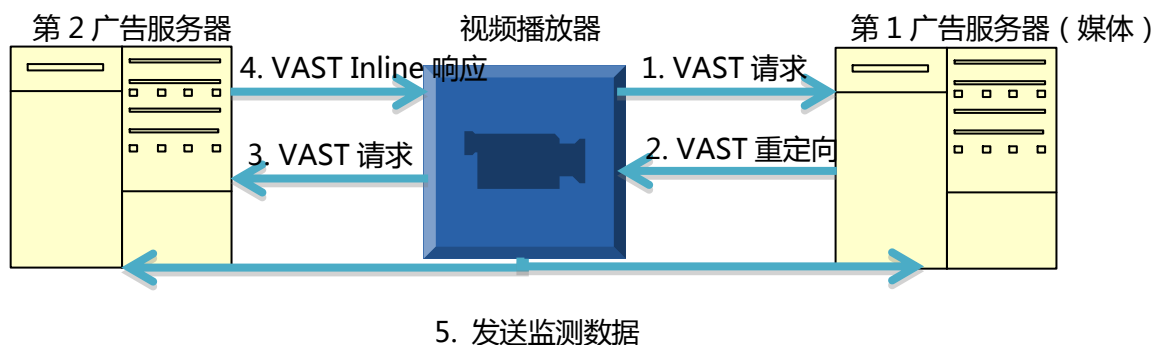 第 2 广告服务器
视频播放器
第 1 广告服务器（媒体）
4. VAST Inline 响应
1. VAST 请求
3. VAST 请求
2. VAST 重定向
5. 发送监测数据